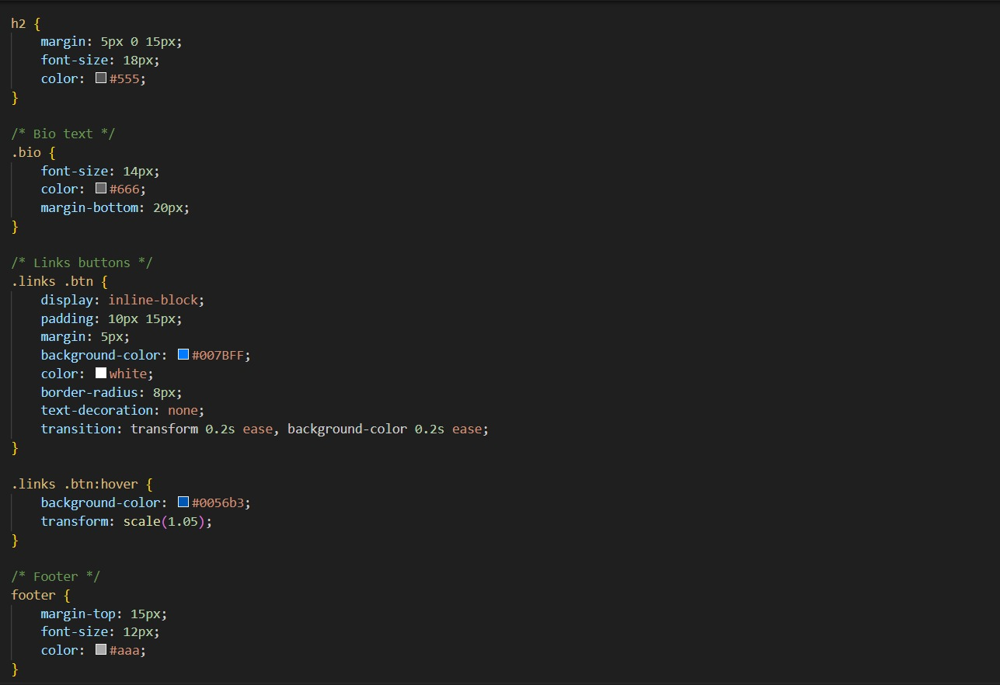 h2 {
    margin: 5px 0 15px;
    font-size: 18px;
    color: #555;
}
/* Bio text */
.bio {
    font-size: 14px;
    color: #666;
    margin-bottom: 20px;
}
/* Links buttons */
.links .btn {
    display: inline-block;
    padding: 10px 15px;
    margin: 5px;
    background-color: #007BFF;
    color: white;
    border-radius: 8px;
    text-decoration: none;
    transition: transform 0.2s ease, background-color 0.2s ease;
}
.links .btn:hover {
    background-color: #0056b3;
    transform: scale(1.05);
}
/* Footer */
footer {
    margin-top: 15px;
    font-size: 12px;
    color: #aaa;
}